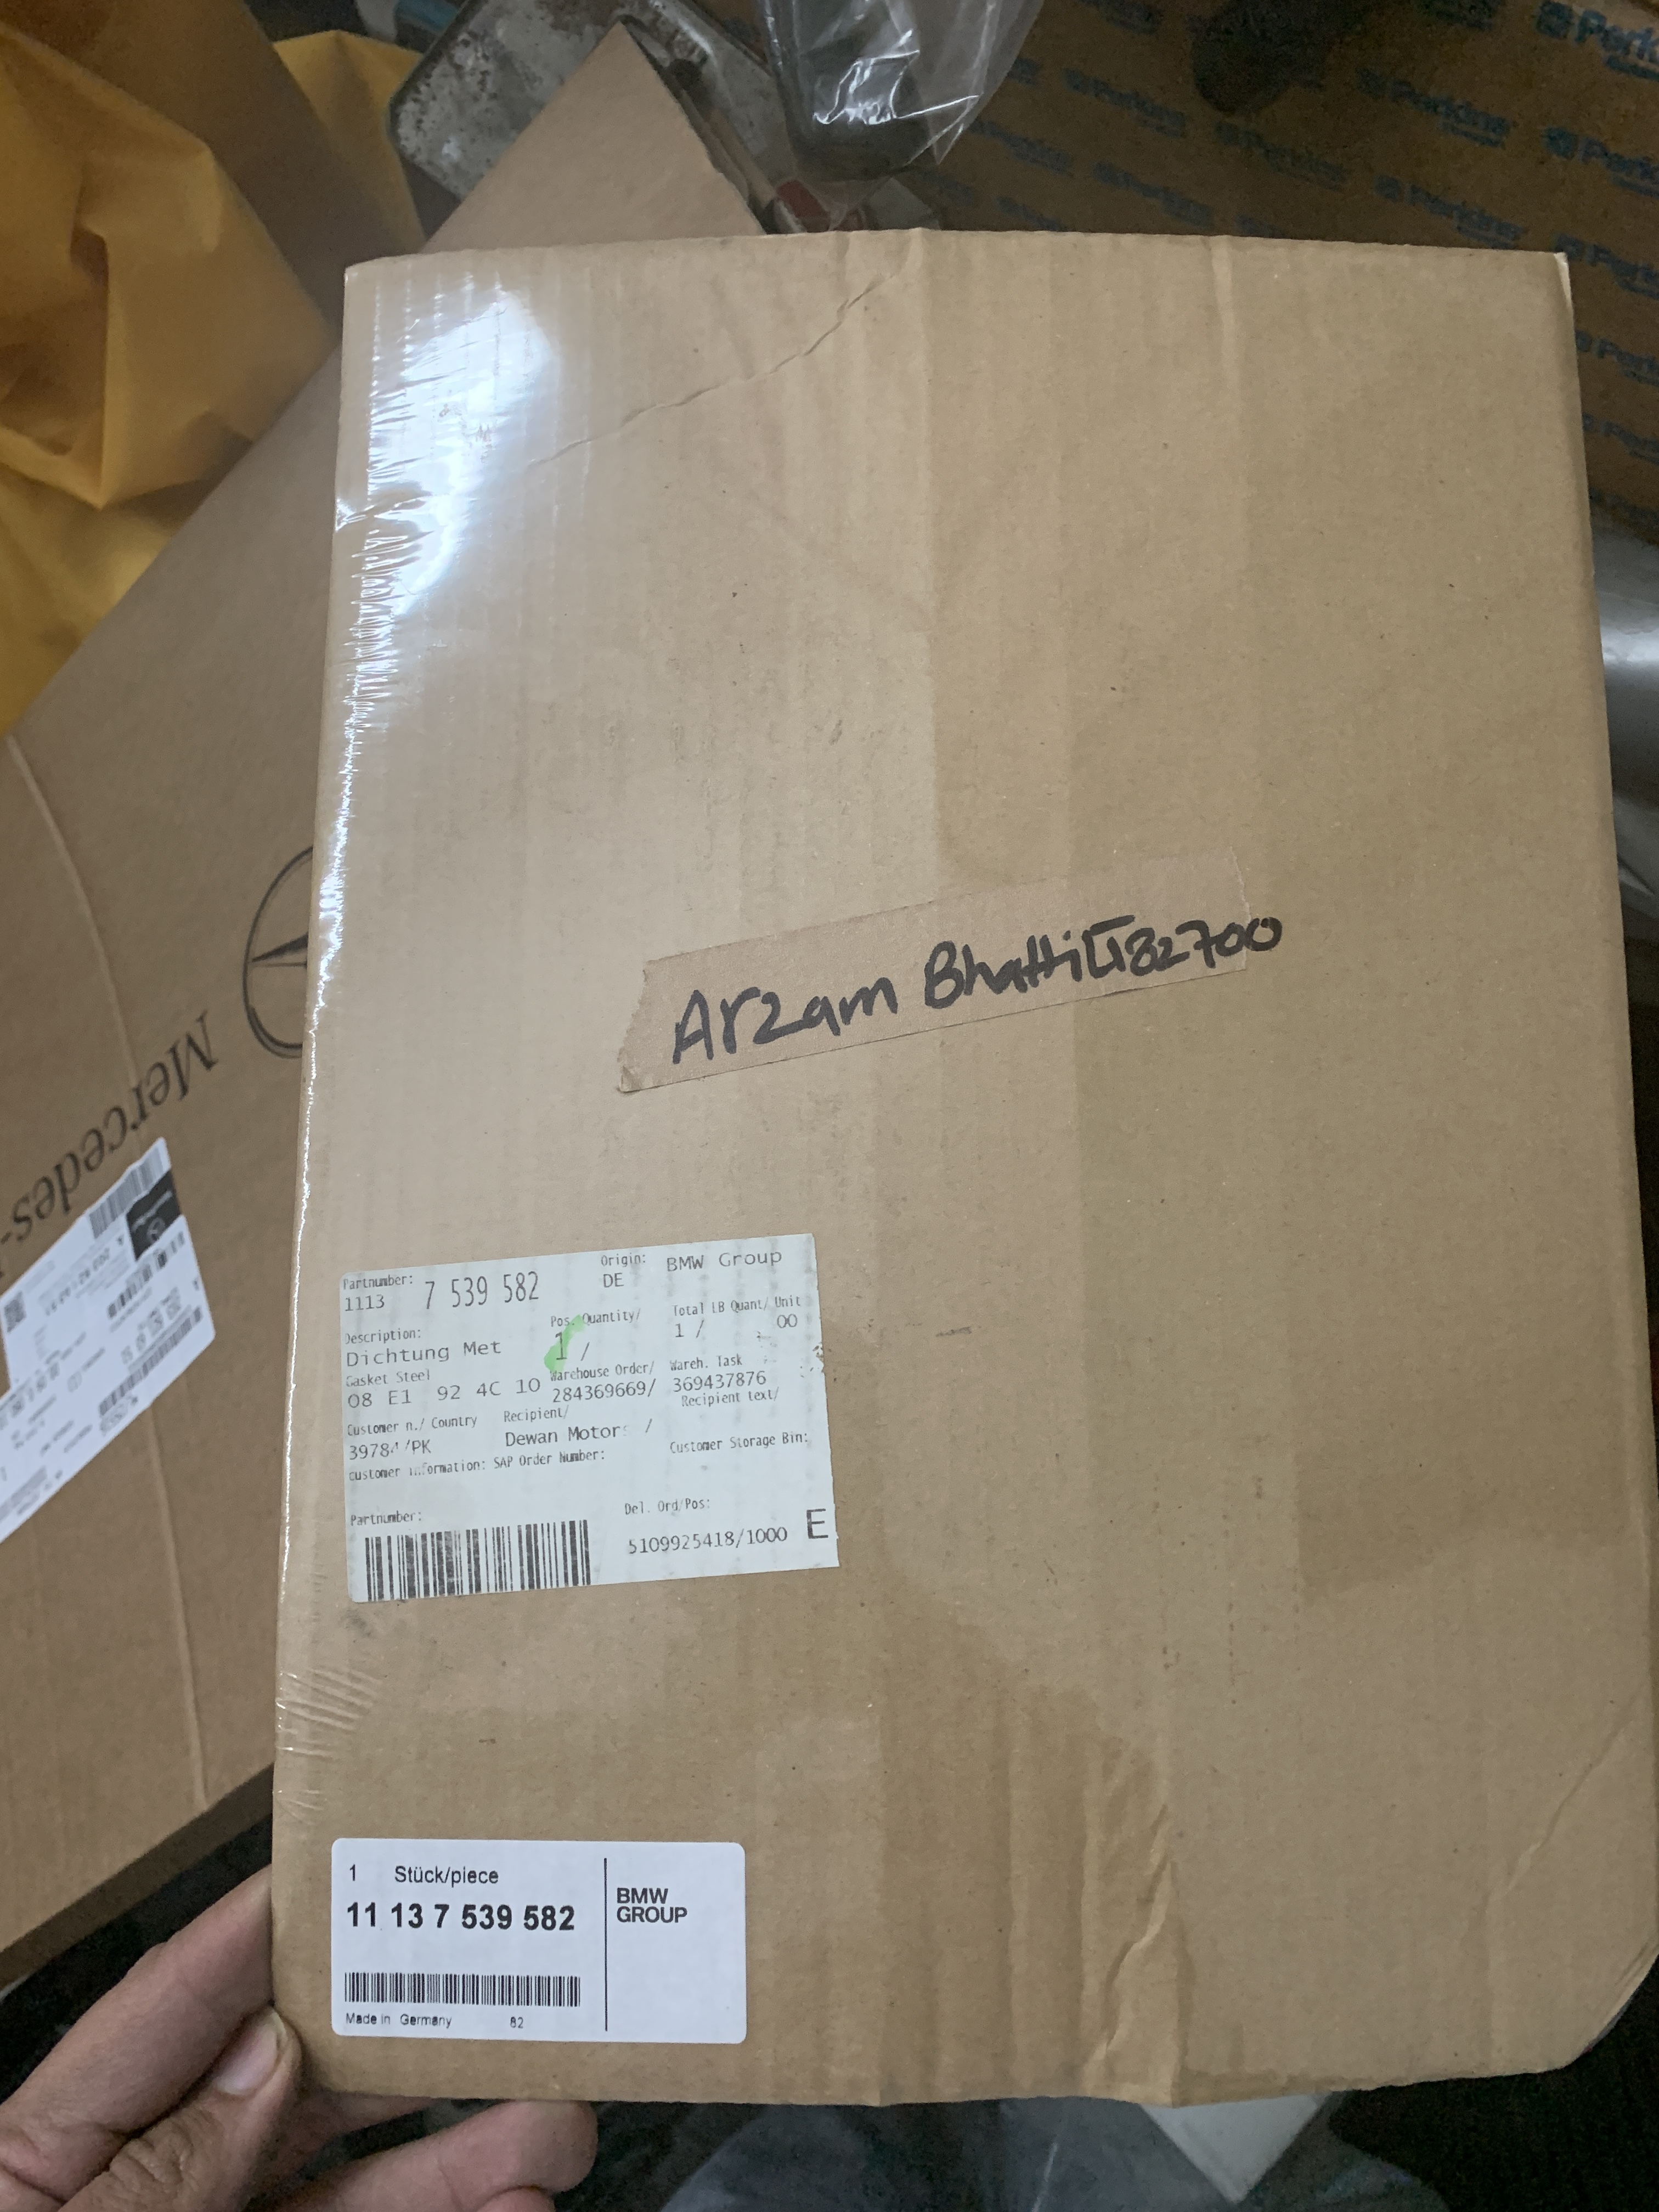 Perkins
Mercedes-
Arzam Bhatti
Partnumber:
1113 7 539 582
Origin:
DE
BMW Group
Description:
Dichtung Met
Gasket Steel
08 E1 92 4C 10
Pos. Quantity/
1 /
Total LB Quant/ Unit
1 / 00
Warehouse Order/
284369669/
Wareh. Task
369437876
Recipient text/
Customer n./ Country
/PK
Recipient/
Dewan Motors /
Customer Storage Bin:
customer information: SAP Order Number:
Partnumber:
Del. Ord/Pos:
5109925418/1000 E
1 Stück/piece
11 13 7 539 582
Made in Germany 82
BMW
GROUP